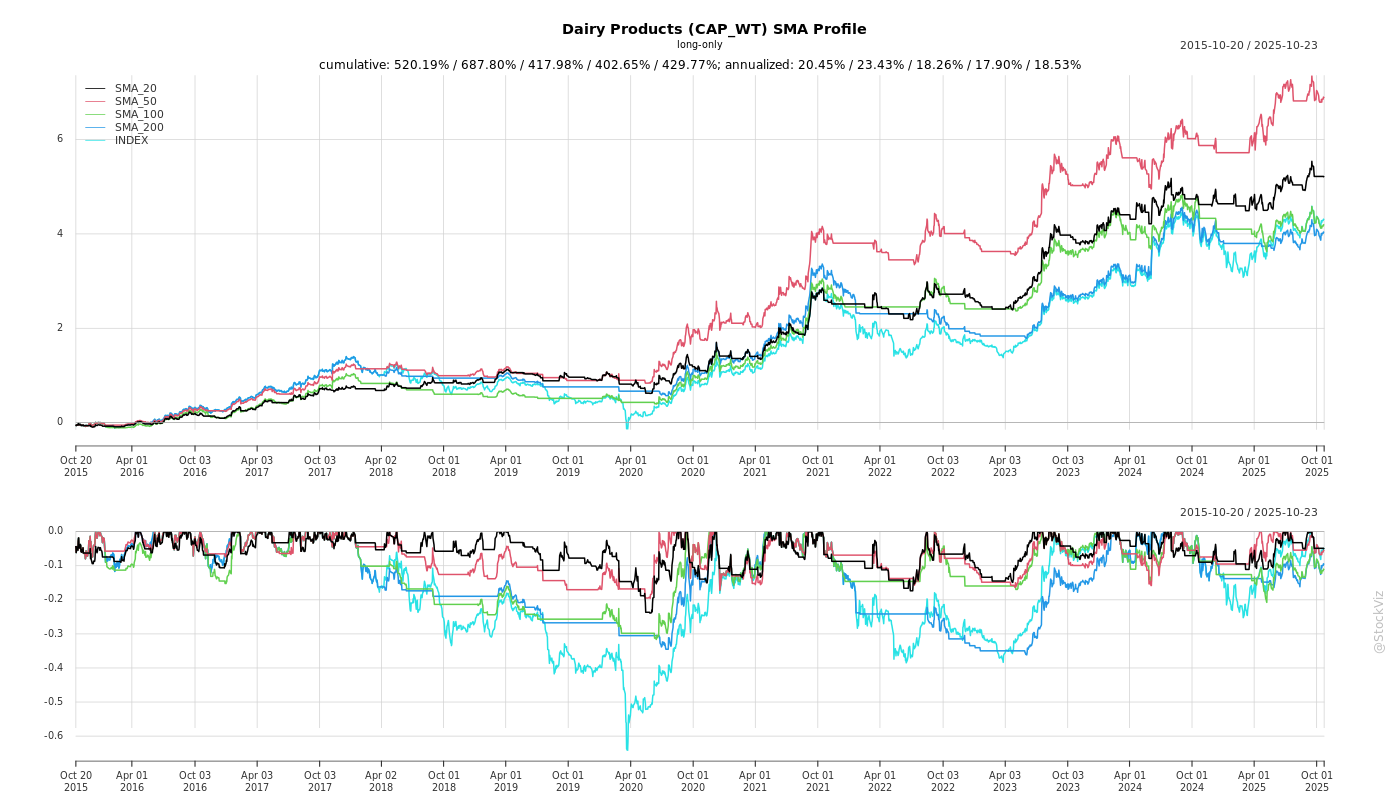 Dairy Products (CAP_WT) SMA Profile
long-only
2015-10-20 / 2025-10-23
cumulative: 520.19% / 687.80% / 417.98% / 402.65% / 429.77%; annualized: 20.45% / 23.43% / 18.26% / 17.90% / 18.53%
SMA_20
SMA_50
SMA_100
SMA_200
INDEX
6
4
2
0
Oct 20 Apr 01 Oct 03 Apr 03 Oct 03 Apr 02 Oct 01 Apr 01 Oct 01 Apr 01 Oct 01 Apr 01 Oct 01 Apr 01 Oct 03 Apr 03 Oct 03 Apr 01 Oct 01 Apr 01 Oct 01
2015 2016 2016 2017 2017 2018 2018 2019 2019 2020 2020 2021 2021 2022 2022 2023 2023 2024 2024 2025 2025
2015-10-20 / 2025-10-23
0.0
-0.1
-0.2
-0.3
-0.4
-0.5
-0.6
Oct 20 Apr 01 Oct 03 Apr 03 Oct 03 Apr 02 Oct 01 Apr 01 Oct 01 Apr 01 Oct 01 Apr 01 Oct 01 Apr 01 Oct 03 Apr 03 Oct 03 Apr 01 Oct 01 Apr 01 Oct 01
2015 2016 2016 2017 2017 2018 2018 2019 2019 2020 2020 2021 2021 2022 2022 2023 2023 2024 2024 2025 2025
@StockViz